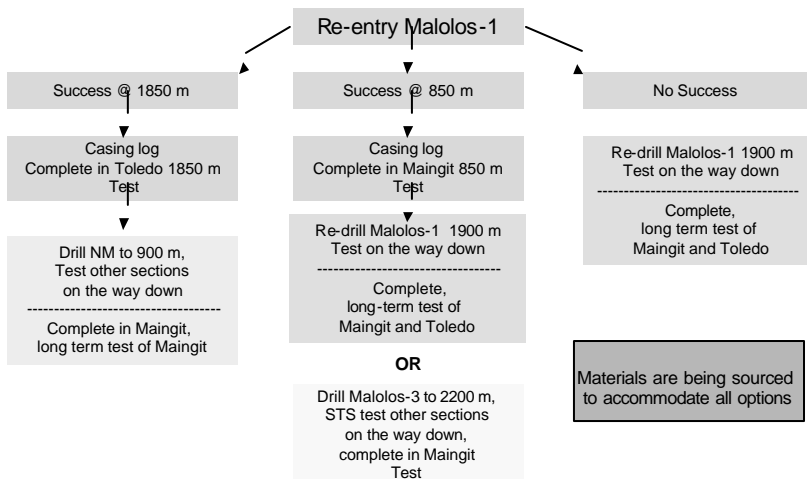 Re-entry Malolos-1
Success @ 1850 m
Casing log
Complete in Toledo 1850 m
Test
Drill NM to 900 m,
Test other sections
on the way down
------------------------------------
Complete in Maingit,
long term test of Maingit
Success @ 850 m
Casing log
Complete in Maingit 850 m
Test
Re-drill Malolos-1 1900 m
Test on the way down
----------------------------------
Complete,
long-term test of
Maingit and Toledo
OR
Drill Malolos-3 to 2200 m,
STS test other sections
on the way down,
complete in Maingit
Test
No Success
Re-drill Malolos-1 1900 m
Test on the way down
-------------------------------------
Complete,
long term test of
Maingit and Toledo
Materials are being sourced
to accommodate all options